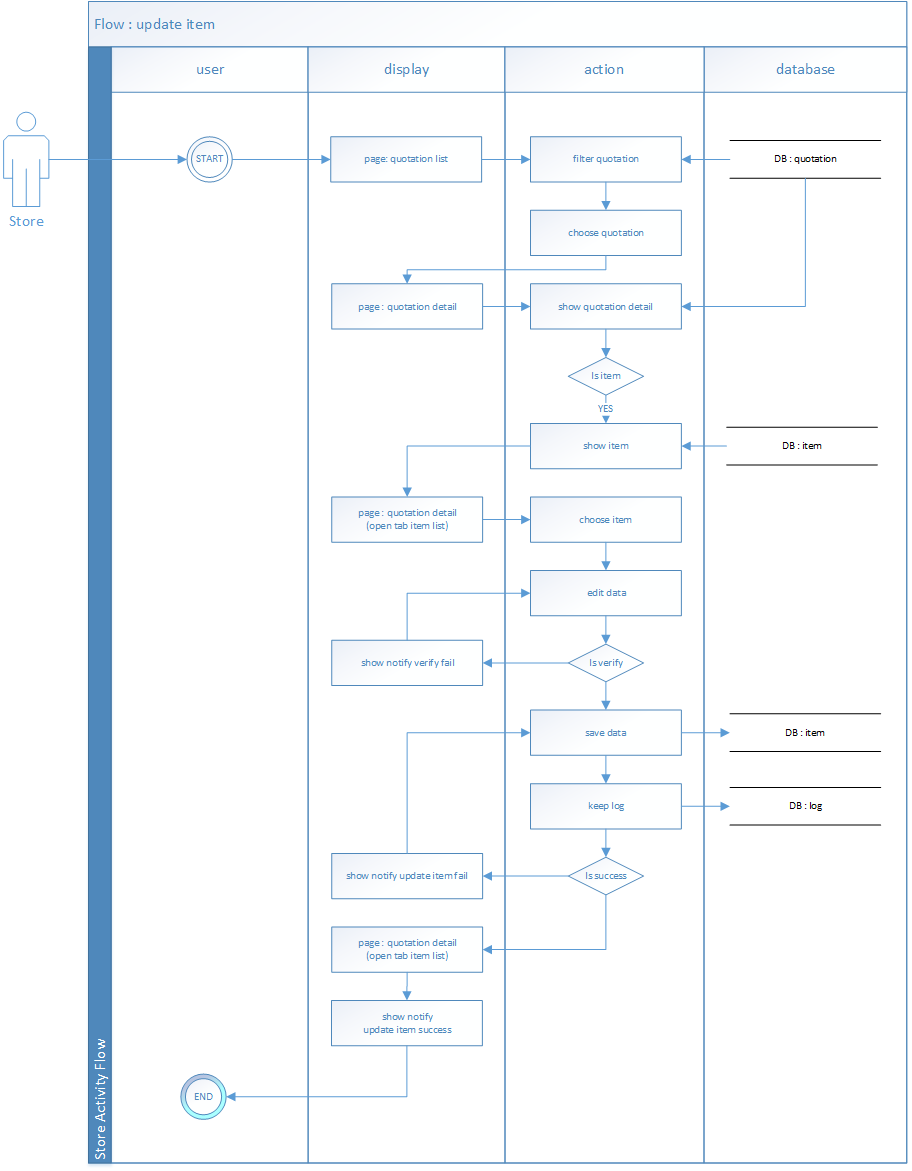 Flow : update item
user
display
action
database
START
page: quotation list
filter quotation
DB : quotation
Store
choose quotation
page : quotation detail
show quotation detail
Is item
YES
show item
DB : item
page : quotation detail
(open tab item list)
choose item
edit data
show notify verify fail
Is verify
save data
DB : item
keep log
DB : log
show notify update item fail
Is success
page : quotation detail
(open tab item list)
show notify
update item success
END
Store Activity Flow